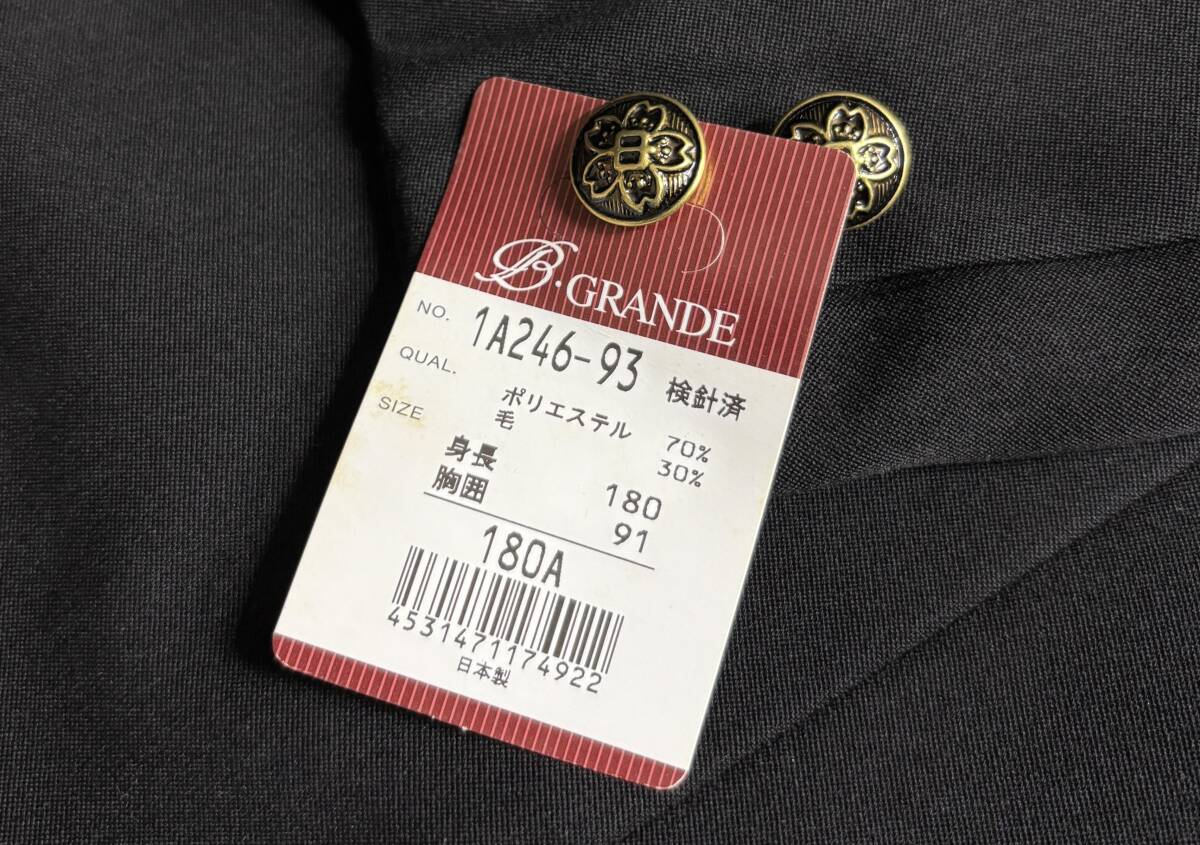 B・GRANDE
NO. 1A246-93 検針済
QUAL. ポリエステル 70%
毛 30%
SIZE 身長 180
胸囲 91
180A
4531471174922
日本製